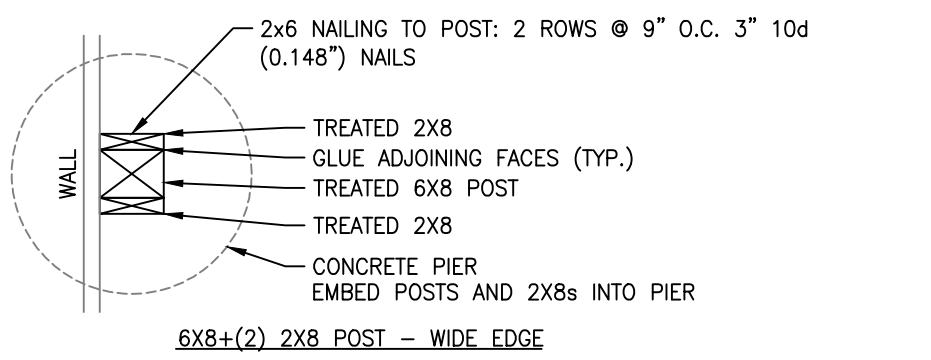 2x6 NAILING TO POST: 2 ROWS @ 9” O.C. 3” 10d
(0.148”) NAILS
TREATED 2X8
GLUE ADJOINING FACES (TYP.)
TREATED 6X8 POST
TREATED 2X8
WALL
CONCRETE PIER
EMBED POSTS AND 2X8s INTO PIER
6X8+(2) 2X8 POST – WIDE EDGE